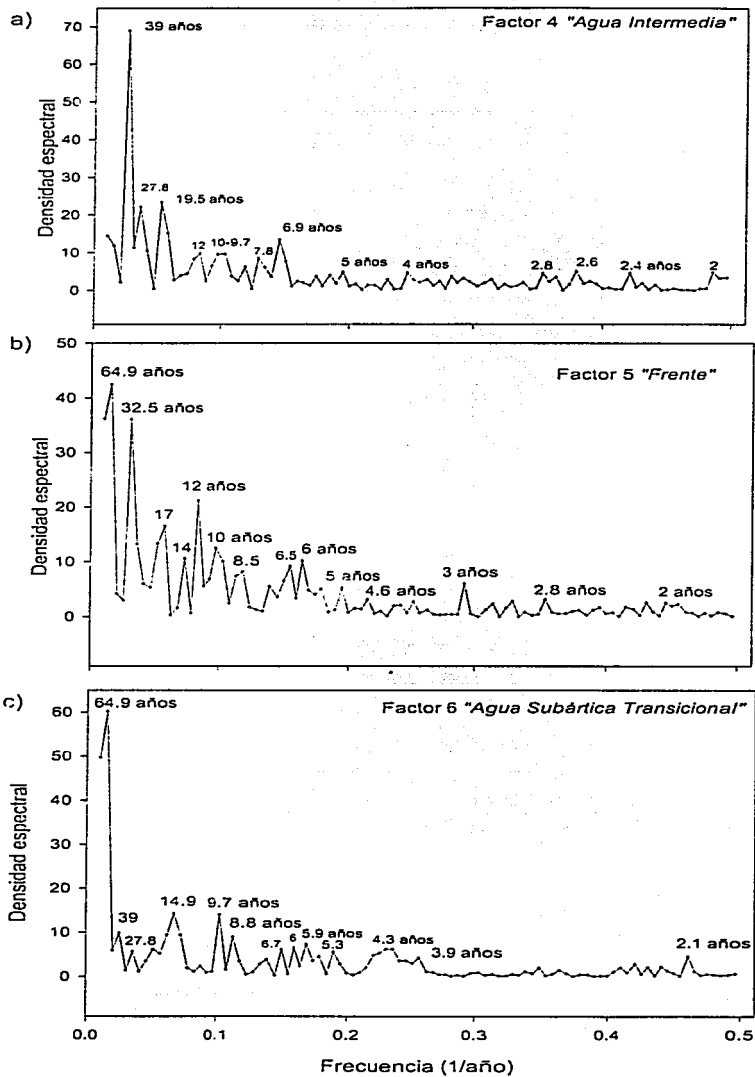 a)
Factor 4 "Agua Intermedia"
Densidad espectral
70
60
50
40
30
20
10
0
39 años
27.8
19.5 años
12
10-9.7
7.8
6.9 años
5 años
4 años
2.8
2.6
2.4 años
2
b)
Factor 5 "Frente"
Densidad espectral
50
40
30
20
10
0
64.9 años
32.5 años
17
14
12 años
10 años
8.5
6.5
6 años
5 años
4.6 años
3 años
2.8 años
2 años
c)
Factor 6 "Agua Subártica Transicional"
Densidad espectral
60
50
40
30
20
10
0
64.9 años
39
27.8
14.9
9.7 años
8.8 años
6.7
6
5.9 años
5.3
4.3 años
3.9 años
2.1 años
0.0
0.1
0.2
0.3
0.4
0.5
Frecuencia (1/año)